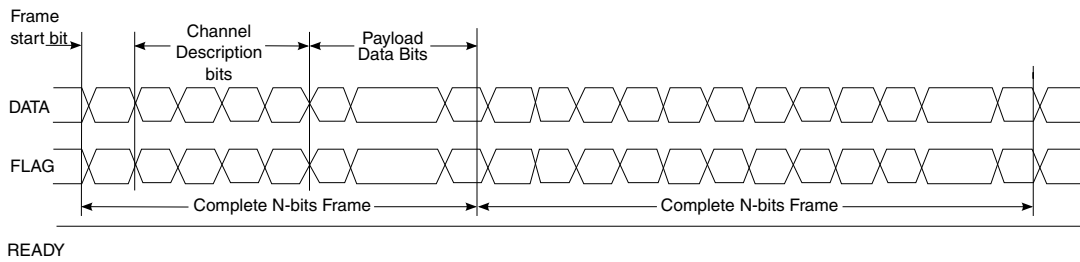 Frame
start bit
Channel
Description
bits
Payload
Data Bits
DATA
FLAG
Complete N-bits Frame
Complete N-bits Frame
READY